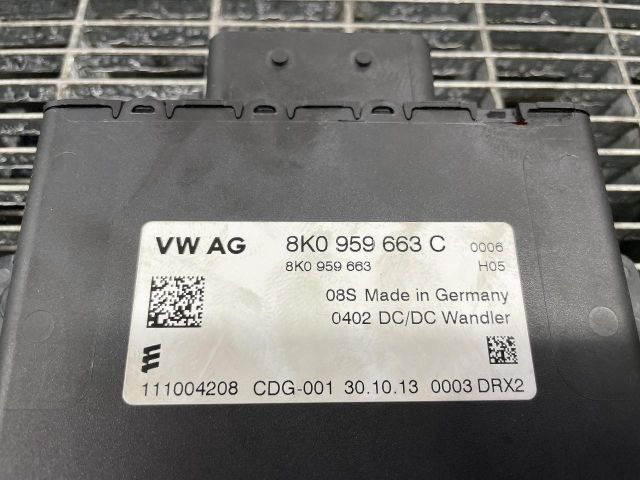 VW AG 8K0 959 663 C 0006
8K0 959 663 H05
08S Made in Germany
0402 DC/DC Wandler
111004208 CDG-001 30.10.13 0003 DRX2